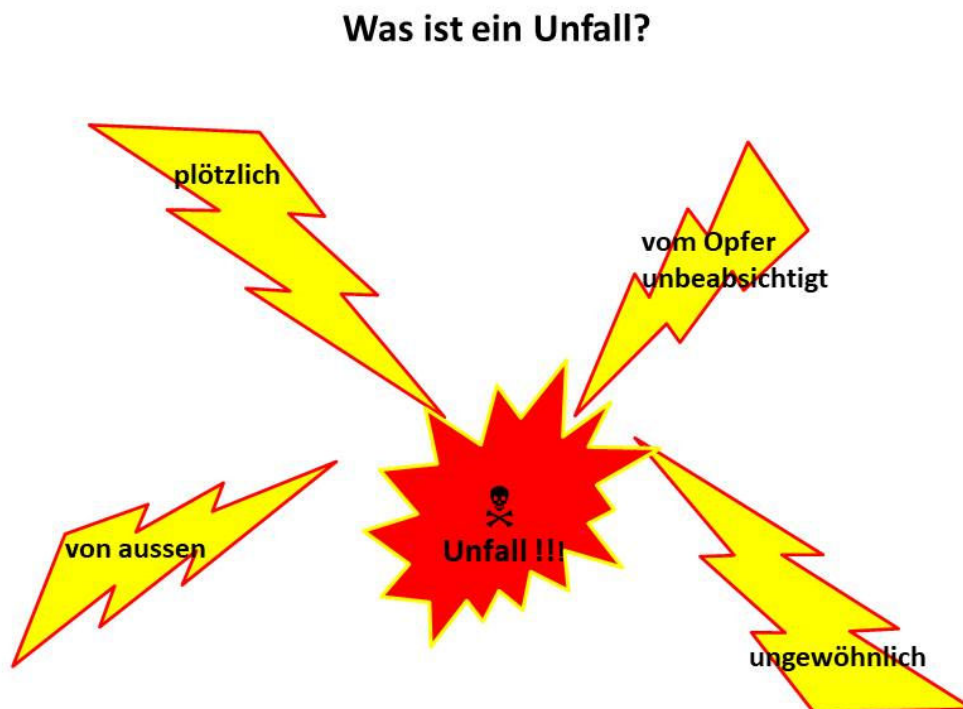 Was ist ein Unfall?
plötzlich
vom Opfer
unbeabsichtigt
von aussen
Unfall !!!
ungewöhnlich